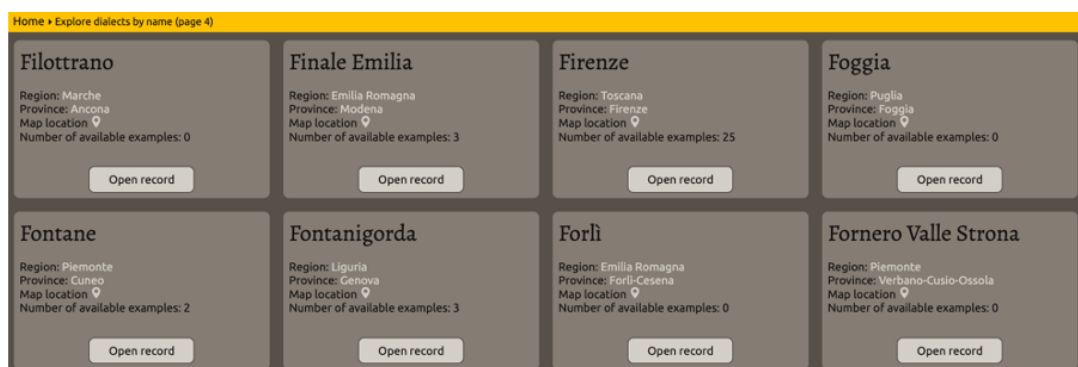 Home › Explore dialects by name (page 4)
Filottrano
Region: Marche
Province: Ancona
Map location
Number of available examples: 0
Open record
Finale Emilia
Region: Emilia Romagna
Province: Modena
Map location
Number of available examples: 3
Open record
Firenze
Region: Toscana
Province: Firenze
Map location
Number of available examples: 25
Open record
Foggia
Region: Puglia
Province: Foggia
Map location
Number of available examples: 0
Open record
Fontane
Region: Piemonte
Province: Cuneo
Map location
Number of available examples: 2
Open record
Fontanigorda
Region: Liguria
Province: Genova
Map location
Number of available examples: 3
Open record
Forlì
Region: Emilia Romagna
Province: Forlì-Cesena
Map location
Number of available examples: 0
Open record
Fornero Valle Strona
Region: Piemonte
Province: Verbano-Cusio-Ossola
Map location
Number of available examples: 0
Open record